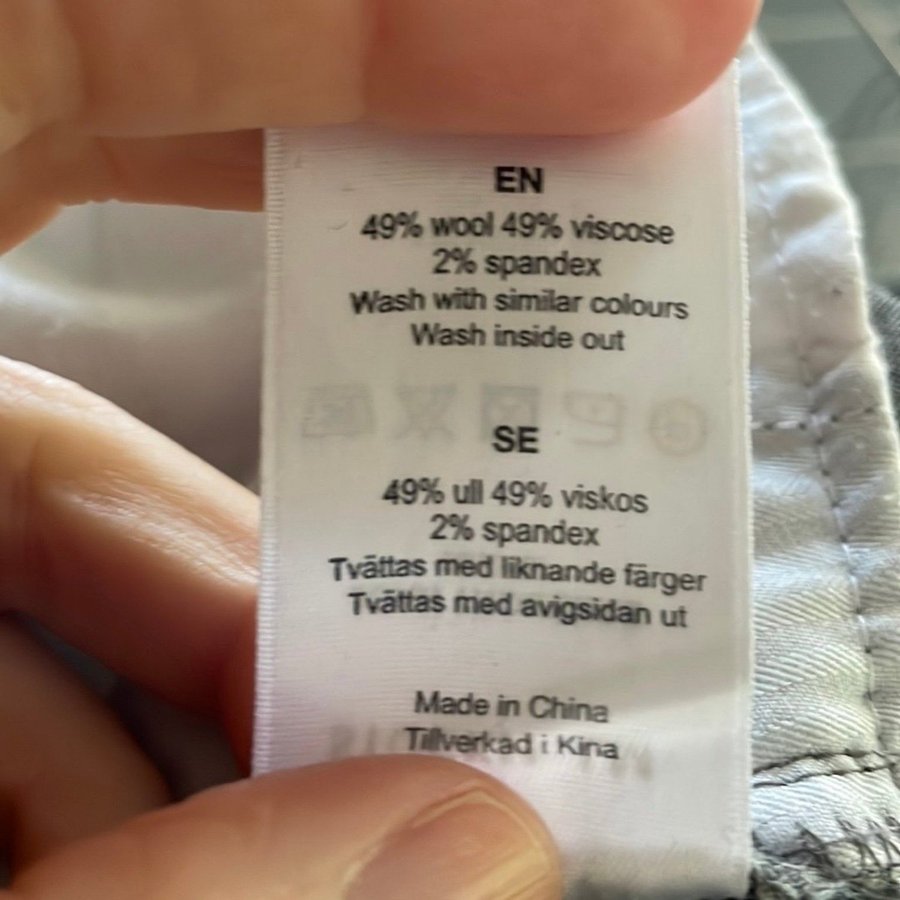 EN
49% wool 49% viscose
2% spandex
Wash with similar colours
Wash inside out
SE
49% ull 49% viskos
2% spandex
Tvättas med liknande färger
Tvättas med avigsidan ut
Made in China
Tillverkad i Kina